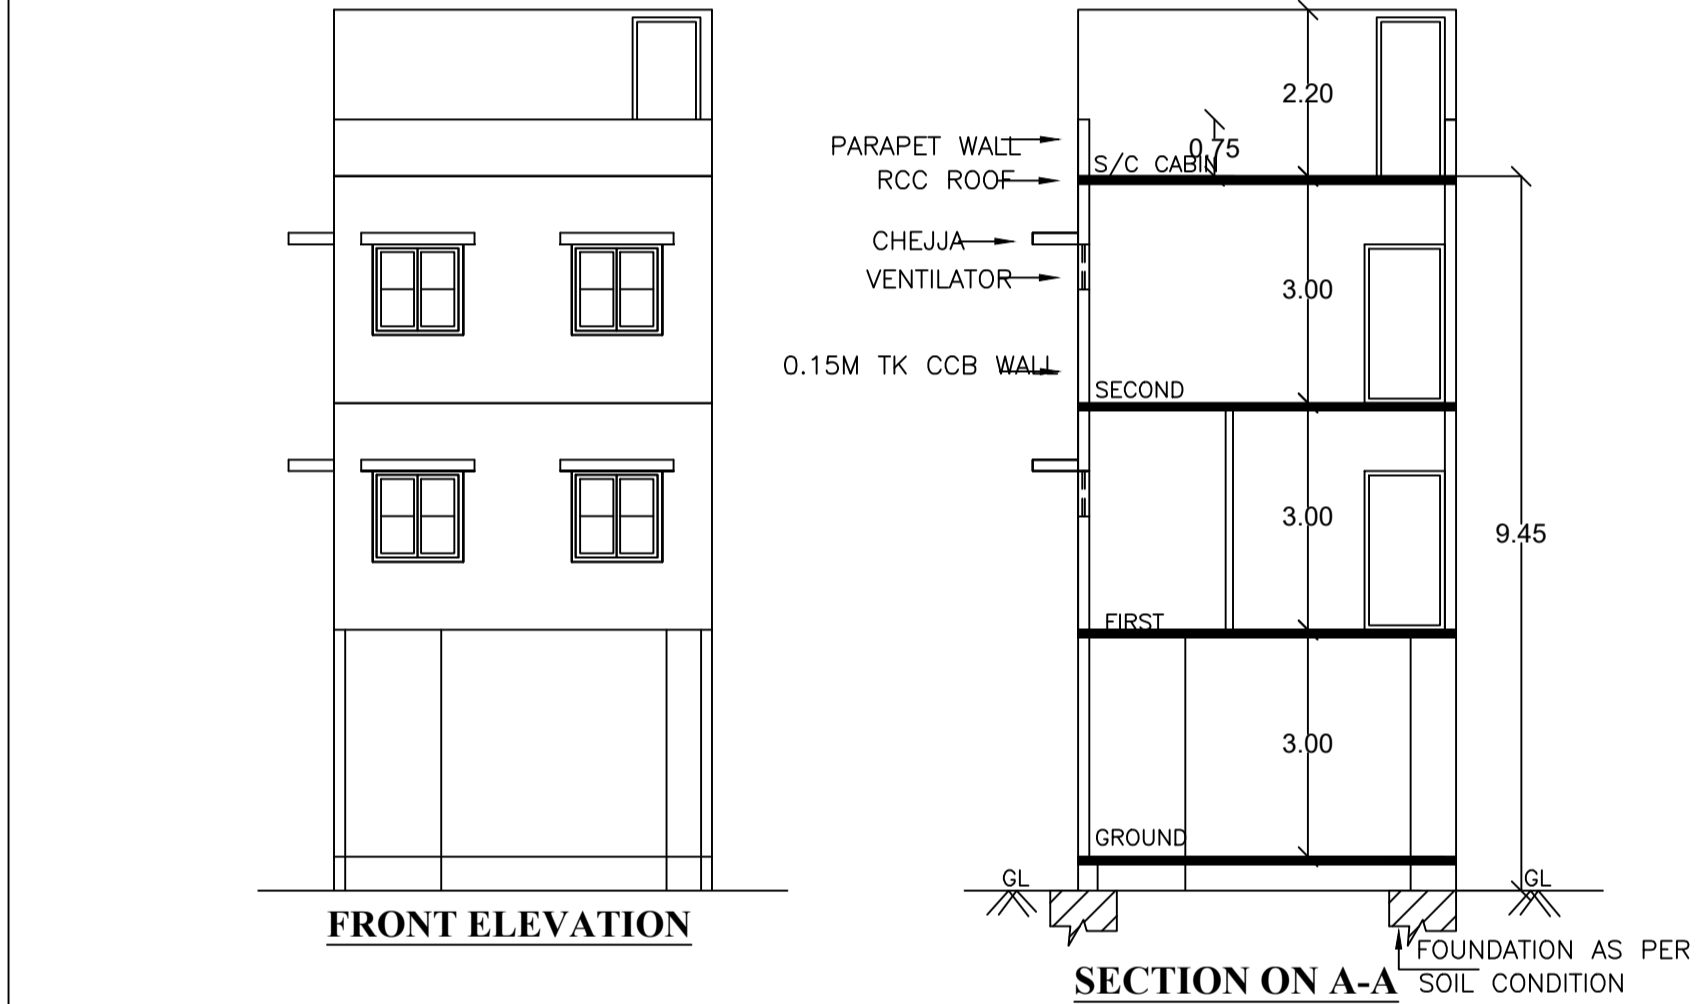 2.20
PARAPET WALL
0.75
S/C CABIN
RCC ROOF
CHEJJA
VENTILATOR
3.00
0.15M TK CCB WALL
SECOND
3.00
9.45
FIRST
3.00
GROUND
GL
GL
FRONT ELEVATION
SECTION ON A-A
FOUNDATION AS PER
SOIL CONDITION